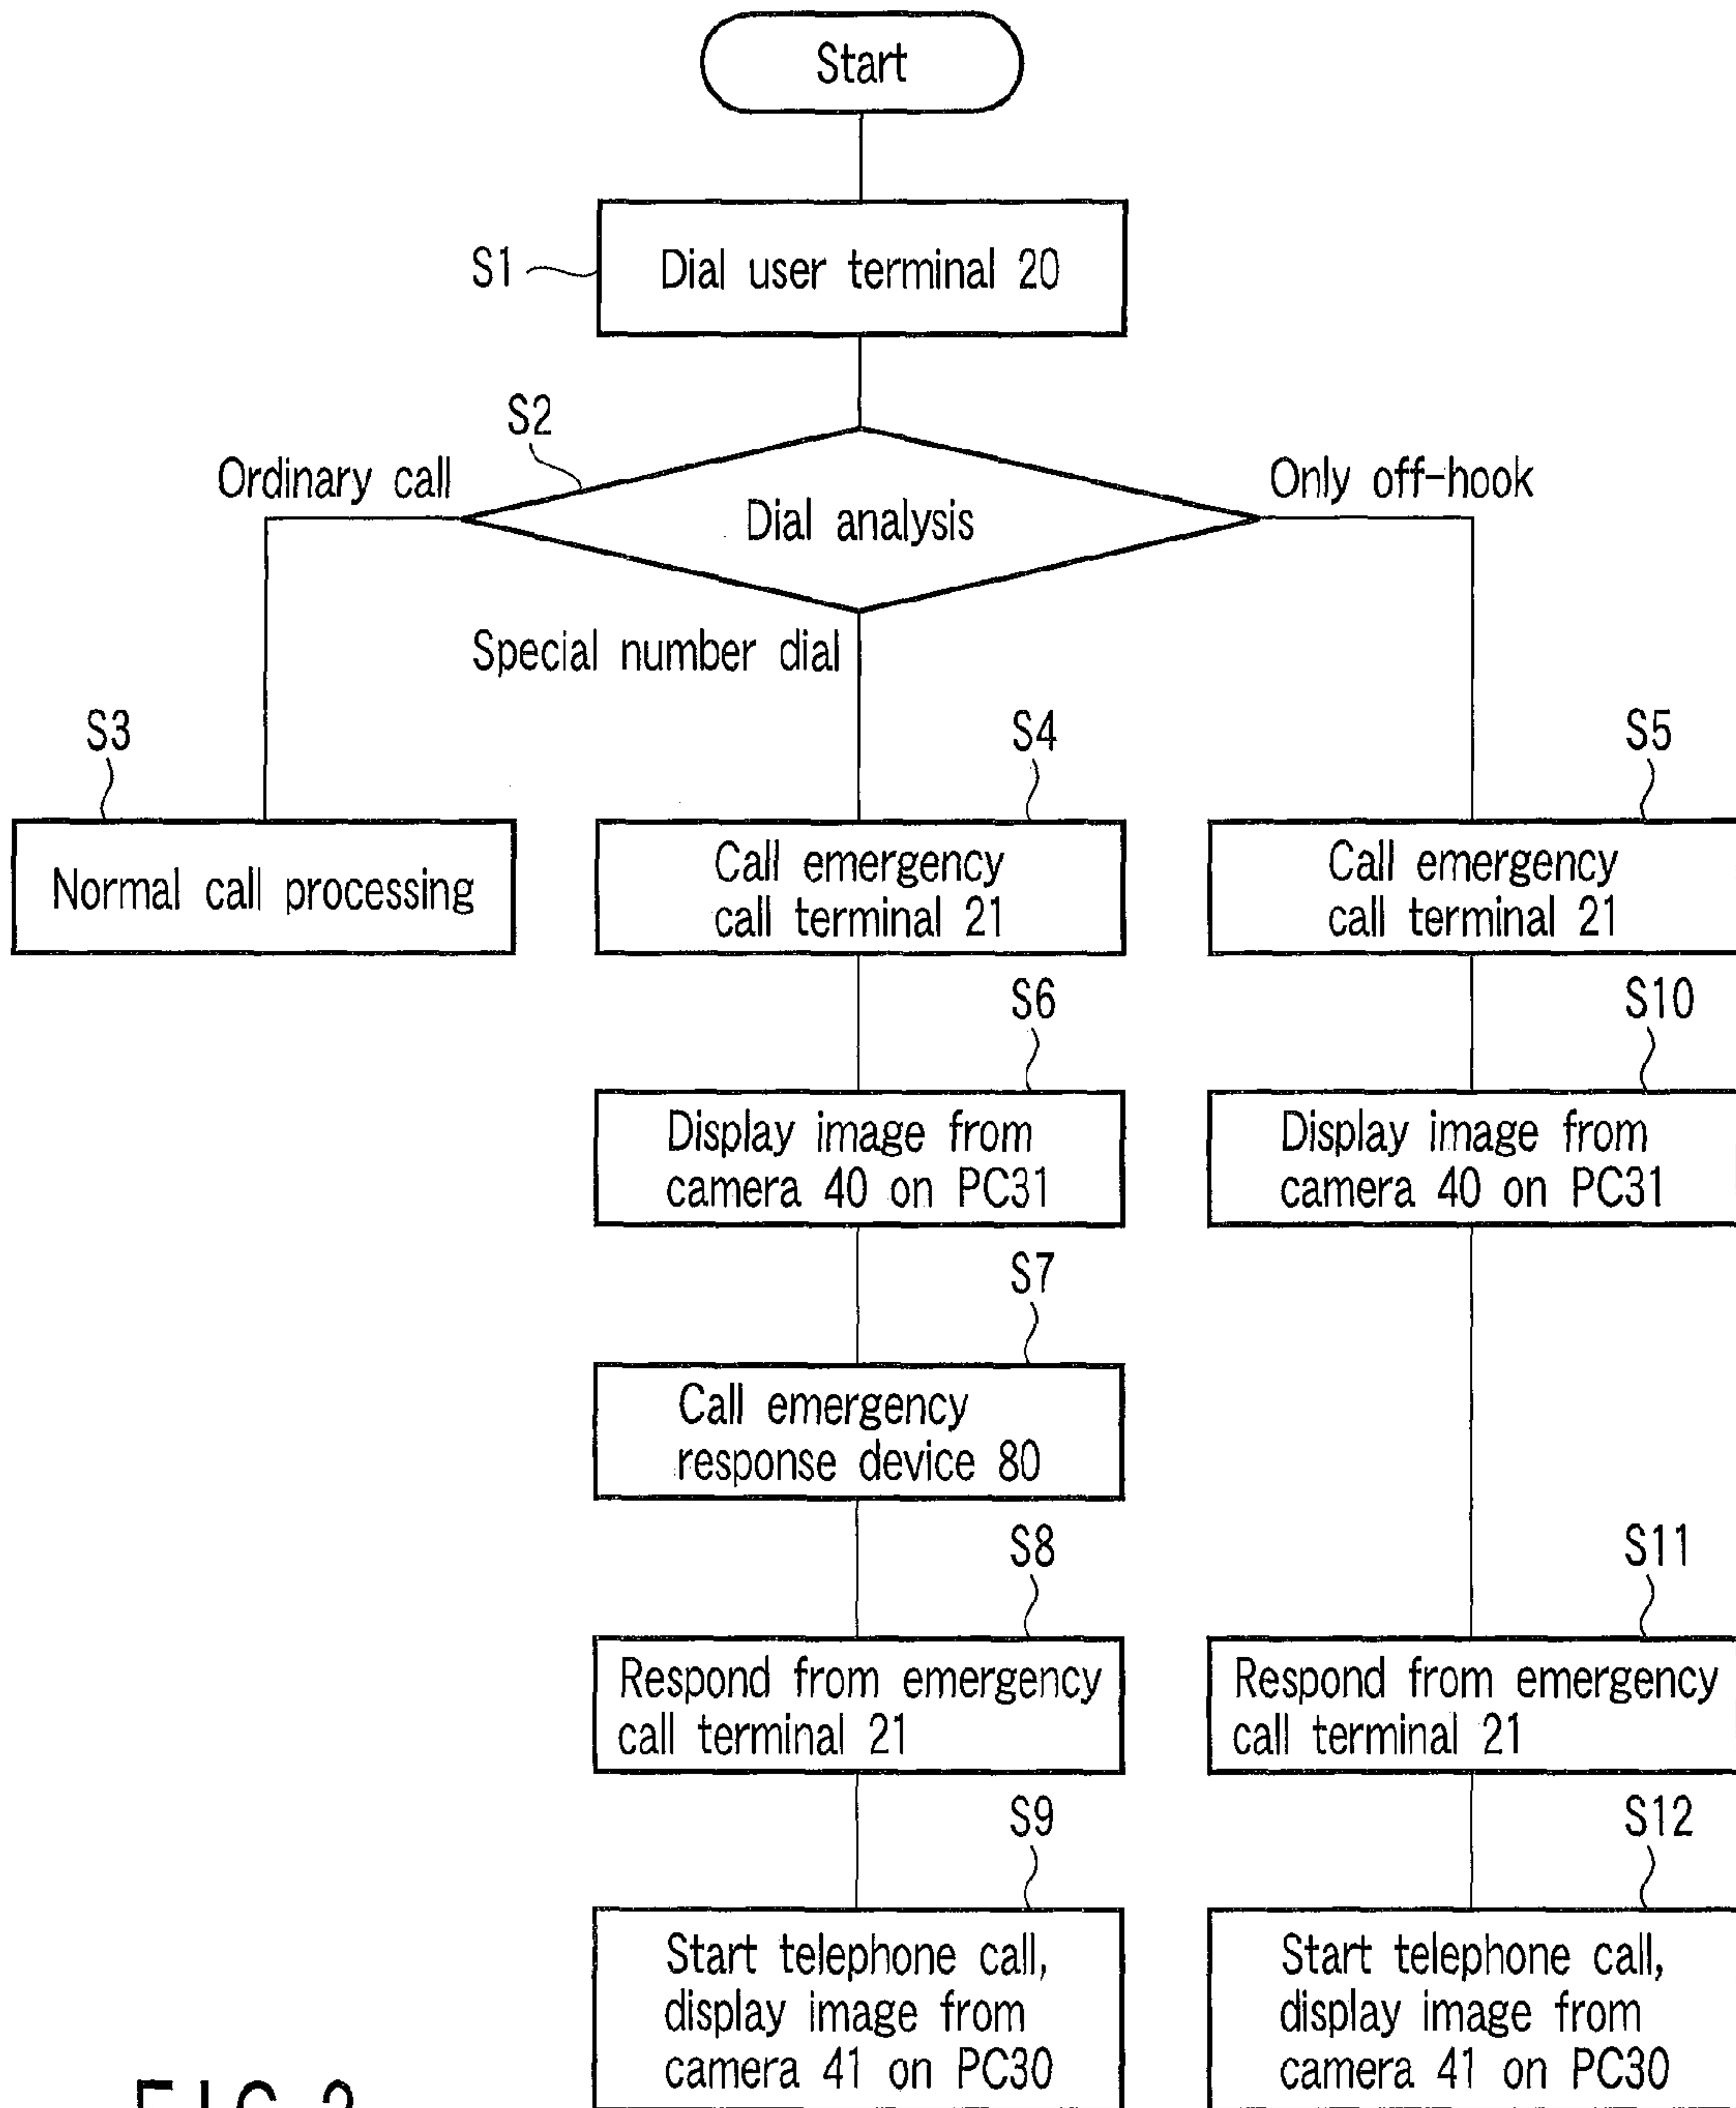 Start
S1
Dial user terminal 20
S2
Ordinary call
Dial analysis
Only off-hook
Special number dial
S3
S4
S5
Normal call processing
Call emergency
call terminal 21
Call emergency
call terminal 21
S6
S10
Display image from
camera 40 on PC31
Display image from
camera 40 on PC31
S7
Call emergency
response device 80
S8
S11
Respond from emergency
call terminal 21
Respond from emergency
call terminal 21
S9
S12
Start telephone call,
display image from
camera 41 on PC30
Start telephone call,
display image from
camera 41 on PC30